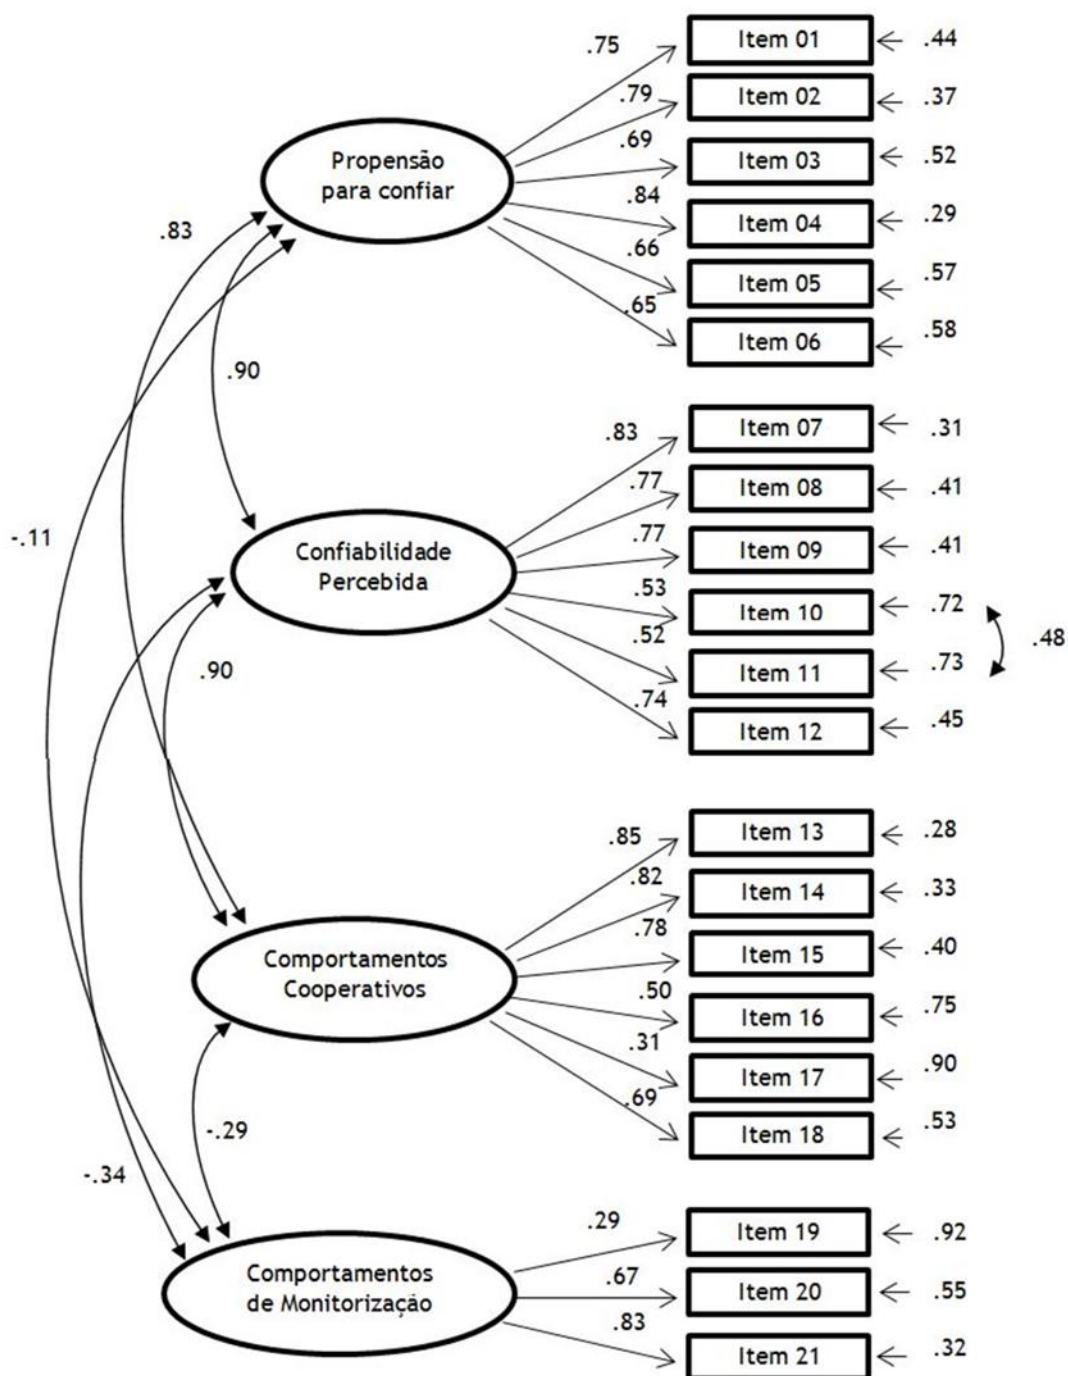 .75
Item 01
.44
.79
Item 02
.37
.69
Item 03
.52
Propensão
para confiar
.84
Item 04
.29
.83
.66
Item 05
.57
.65
Item 06
.58
.90
.83
Item 07
.31
.77
Item 08
.41
-.11
.77
Item 09
.41
Confiabilidade
Percebida
.53
Item 10
.72
.48
.52
Item 11
.73
.90
.74
Item 12
.45
.85
Item 13
.28
.82
Item 14
.33
.78
Item 15
.40
Comportamentos
Cooperativos
.50
Item 16
.75
.31
Item 17
.90
.69
Item 18
.53
-.29
-.34
.29
Item 19
.92
Comportamentos
de Monitorização
.67
Item 20
.55
.83
Item 21
.32